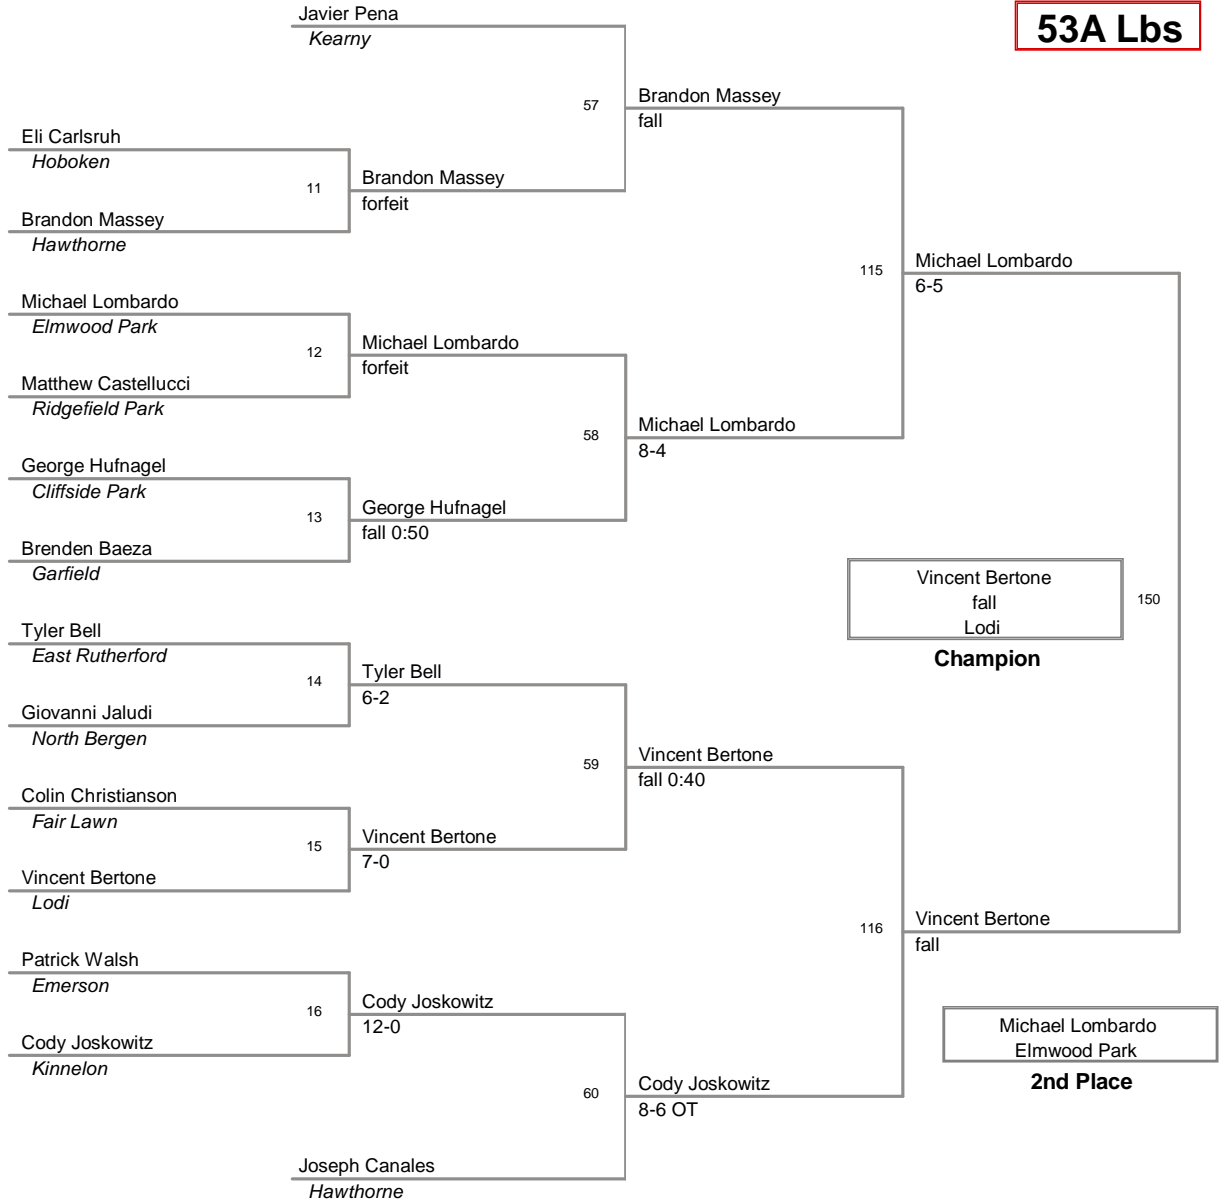 Javier Pena
Kearny
53A Lbs
57
Brandon Massey
fall
Eli Carlsruh
Hoboken
11
Brandon Massey
forfeit
Brandon Massey
Hawthorne
115
Michael Lombardo
6-5
Michael Lombardo
Elmwood Park
12
Michael Lombardo
forfeit
Matthew Castellucci
Ridgefield Park
58
Michael Lombardo
8-4
George Hufnagel
Cliffside Park
13
George Hufnagel
fall 0:50
Brenden Baeza
Garfield
Vincent Bertone
fall
Lodi
150
Champion
Tyler Bell
East Rutherford
14
Tyler Bell
6-2
Giovanni Jaludi
North Bergen
59
Vincent Bertone
fall 0:40
Colin Christianson
Fair Lawn
15
Vincent Bertone
7-0
Vincent Bertone
Lodi
116
Vincent Bertone
fall
Patrick Walsh
Emerson
16
Cody Joskowitz
12-0
Cody Joskowitz
Kinnelon
Michael Lombardo
Elmwood Park
2nd Place
60
Cody Joskowitz
8-6 OT
Joseph Canales
Hawthorne